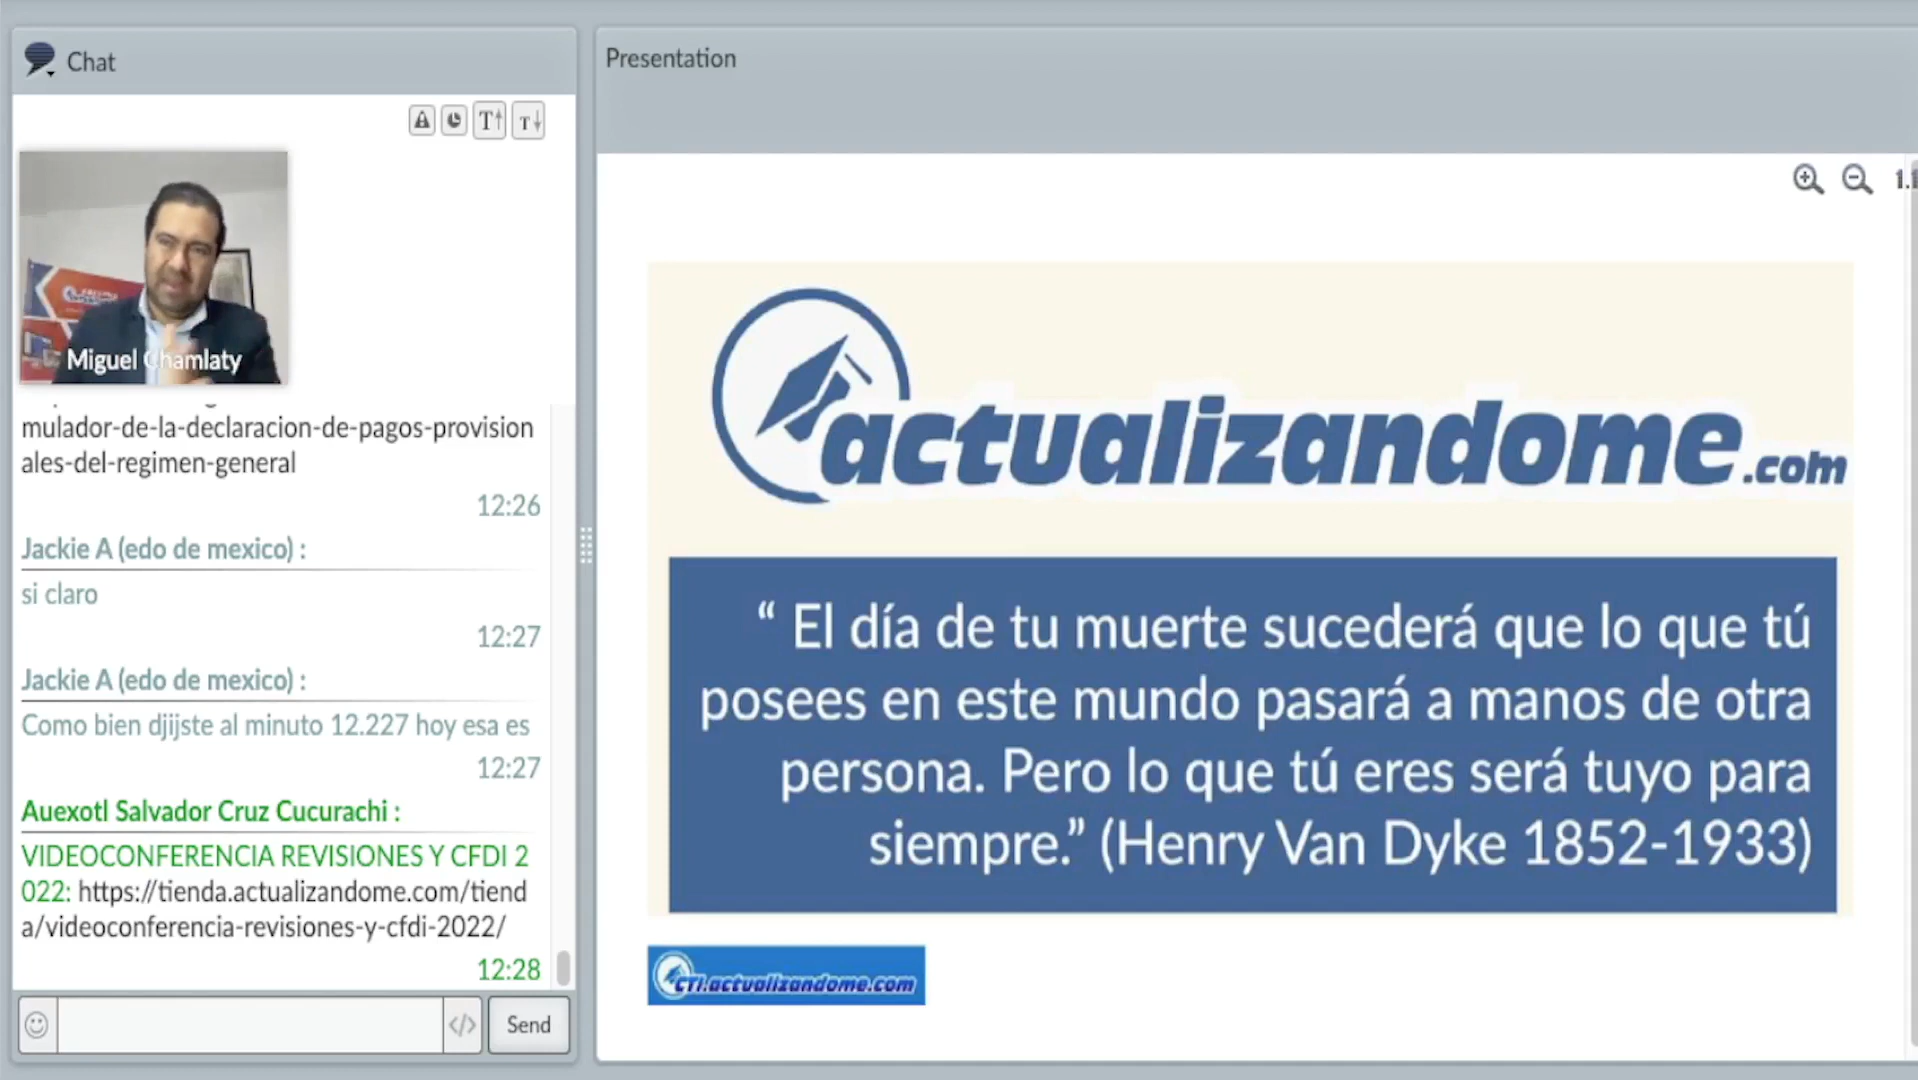 Chat
Miguel Chamlaty
mulador-de-la-declaracion-de-pagos-provision
ales-del-regimen-general
12:26
Jackie A (edo de mexico) :
si claro
12:27
Jackie A (edo de mexico) :
Como bien djijste al minuto 12.227 hoy esa es
12:27
Auexotl Salvador Cruz Cucurachi :
VIDEOCONFERENCIA REVISIONES Y CFDI 2
022: https://tienda.actualizandome.com/tiend
a/videoconferencia-revisiones-y-cfdi-2022/
12:28
Send
Presentation
actualizandome.com
“ El día de tu muerte sucederá que lo que tú
posees en este mundo pasará a manos de otra
persona. Pero lo que tú eres será tuyo para
siempre.” (Henry Van Dyke 1852-1933)
CTI.actualizandome.com